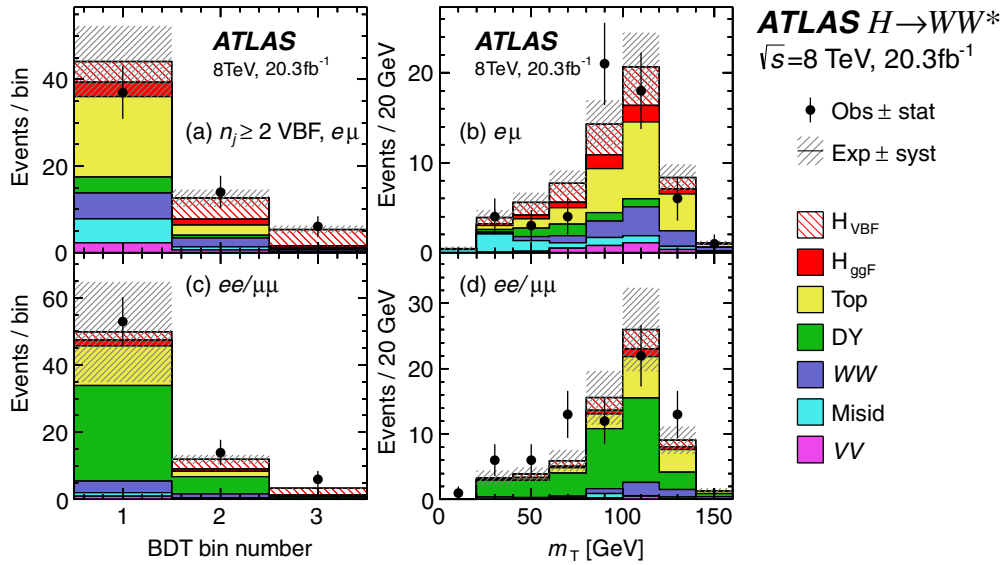 ATLAS
8TeV, 20.3fb-1
(a) nj ≥ 2 VBF, eμ
Events / bin
40
20
0
ATLAS
8TeV, 20.3fb-1
(b) eμ
Events / 20 GeV
20
10
0
(c) ee/μμ
Events / bin
60
40
20
0
1
2
3
BDT bin number
(d) ee/μμ
Events / 20 GeV
30
20
10
0
0
50
100
150
mT [GeV]
ATLAS H→WW*
√s=8 TeV, 20.3fb-1
Obs ± stat
Exp ± syst
HVBF
HggF
Top
DY
WW
Misid
VV